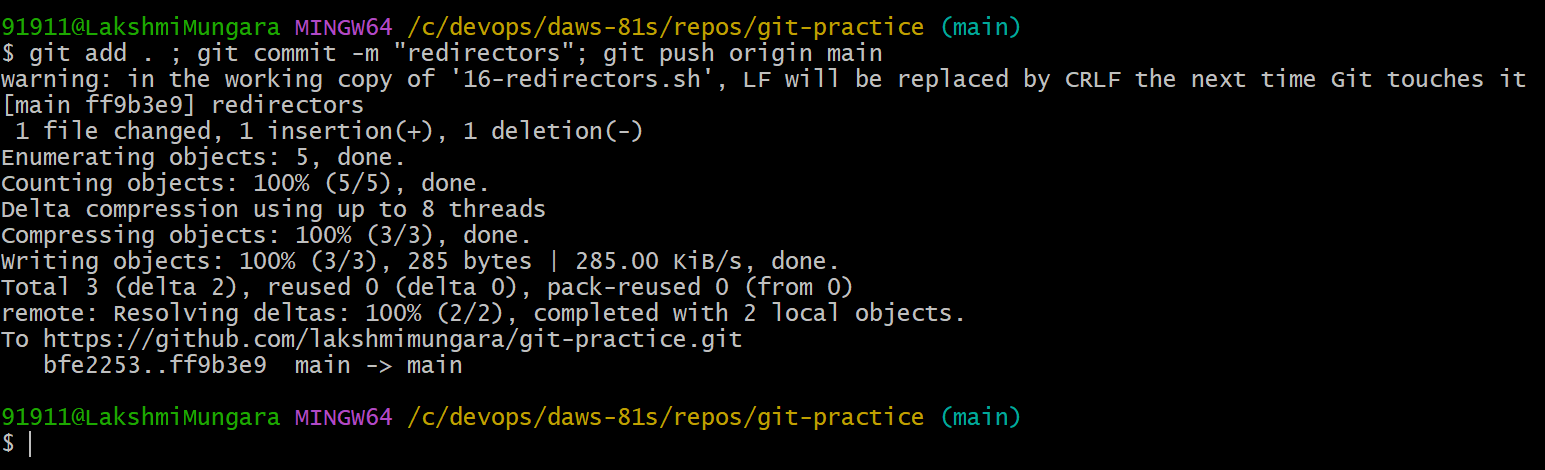 91911@LakshmiMungara MINGW64 /c/devops/daws-81s/repos/git-practice (main)
$ git add . ; git commit -m "redirectors"; git push origin main
warning: in the working copy of '16-redirectors.sh', LF will be replaced by CRLF the next time Git touches it
[main ff9b3e9] redirectors
 1 file changed, 1 insertion(+), 1 deletion(-)
Enumerating objects: 5, done.
Counting objects: 100% (5/5), done.
Delta compression using up to 8 threads
Compressing objects: 100% (3/3), done.
Writing objects: 100% (3/3), 285 bytes | 285.00 KiB/s, done.
Total 3 (delta 2), reused 0 (delta 0), pack-reused 0 (from 0)
remote: Resolving deltas: 100% (2/2), completed with 2 local objects.
To https://github.com/lakshmimungara/git-practice.git
   bfe2253..ff9b3e9  main -> main
91911@LakshmiMungara MINGW64 /c/devops/daws-81s/repos/git-practice (main)
$